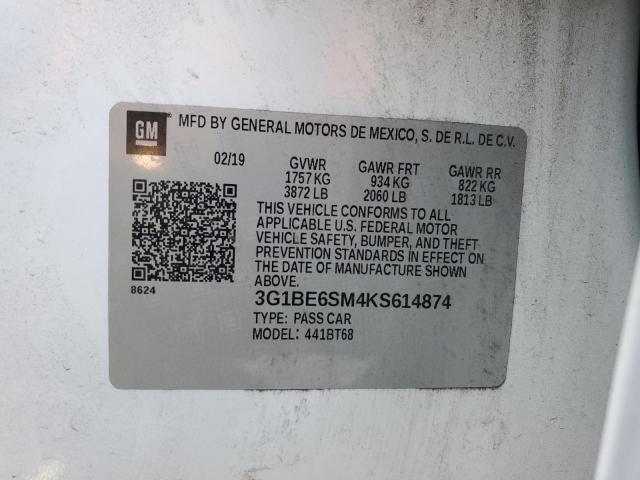 GM
MFD BY GENERAL MOTORS DE MEXICO, S. DE R.L. DE C.V.
02/19 GVWR GAWR FRT GAWR RR
1757 KG 934 KG 822 KG
3872 LB 2060 LB 1813 LB
THIS VEHICLE CONFORMS TO ALL
APPLICABLE U.S. FEDERAL MOTOR
VEHICLE SAFETY, BUMPER, AND THEFT
PREVENTION STANDARDS IN EFFECT ON
THE DATE OF MANUFACTURE SHOWN
ABOVE.
8624
3G1BE6SM4KS614874
TYPE: PASS CAR
MODEL: 441BT68